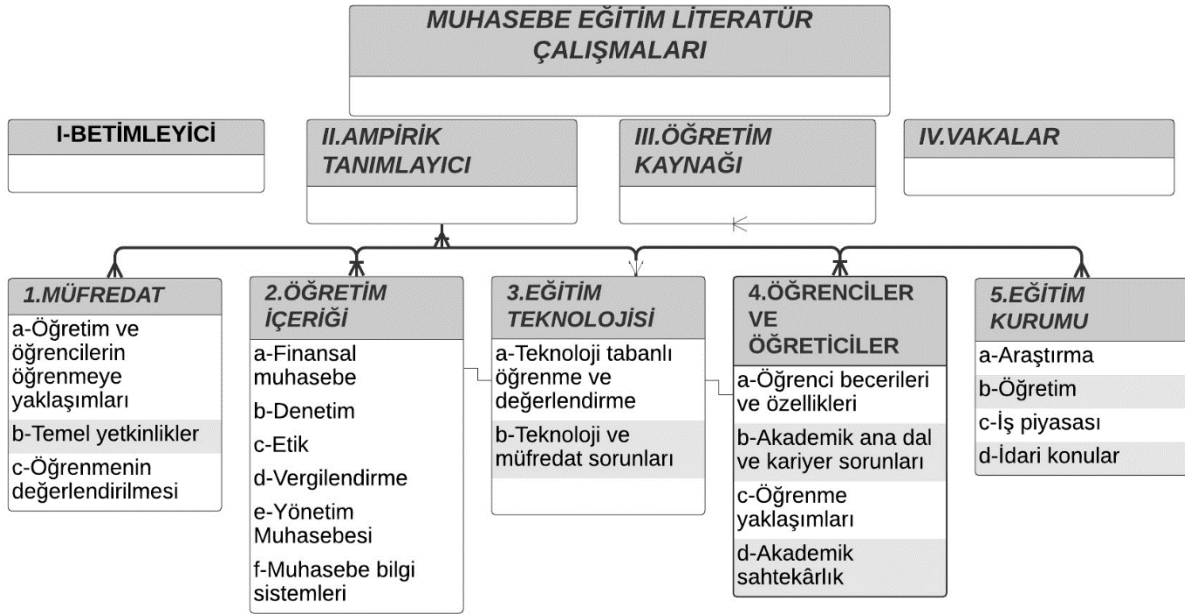 MUHASEBE EĞİTİM LİTERATÜR
ÇALIŞMALARI
I-BETİMLEYİCİ
II.AMPİRİK
TANIMLAYICI
III.ÖĞRETİM
KAYNAĞI
IV.VAKALAR
1.MÜFREDAT
a-Öğretim ve
öğrencilerin
öğrenmeye
yaklaşımları
b-Temel yetkinlikler
c-Öğrenmenin
değerlendirilmesi
2.ÖĞRETİM
İÇERİĞİ
a-Finansal
muhasebe
b-Denetim
c-Etik
d-Vergilendirme
e-Yönetim
Muhasebesi
f-Muhasebe bilgi
sistemleri
3.EĞİTİM
TEKNOLOJİSİ
a-Teknoloji tabanlı
öğrenme ve
değerlendirme
b-Teknoloji ve
müfredat sorunları
4.ÖĞRENCİLER
VE
ÖĞRETİCİLER
a-Öğrenci becerileri
ve özellikleri
b-Akademik ana dal
ve kariyer sorunları
c-Öğrenme
yaklaşımları
d-Akademik
sahtekârlık
5.EĞİTİM
KURUMU
a-Araştırma
b-Öğretim
c-İş piyasası
d-İdari konular